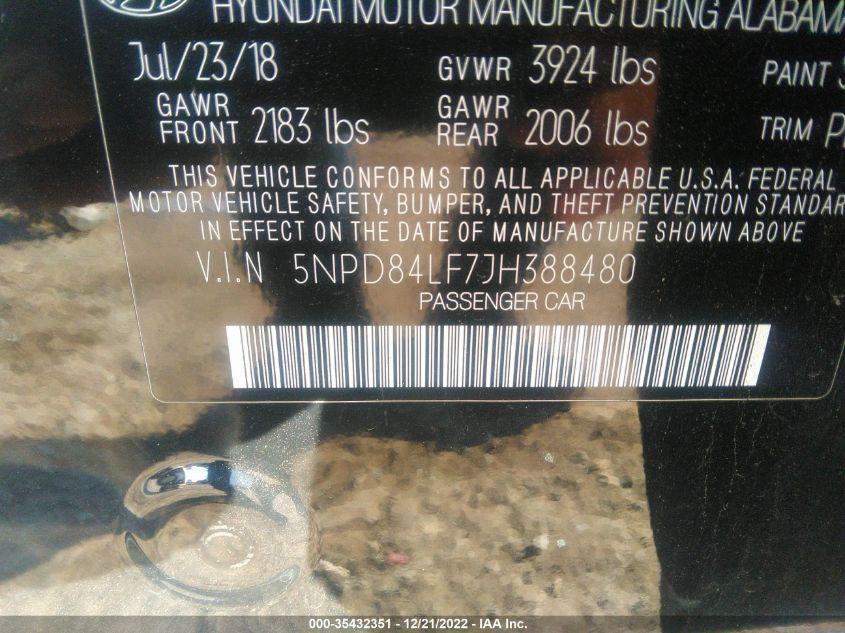 HYUNDAI MOTOR MANUFACTURING ALABAMA
Jul/23/18 GVWR 3924 lbs PAINT
GAWR FRONT 2183 lbs GAWR REAR 2006 lbs TRIM
THIS VEHICLE CONFORMS TO ALL APPLICABLE U.S.A. FEDERAL
MOTOR VEHICLE SAFETY, BUMPER, AND THEFT PREVENTION STANDAR
IN EFFECT ON THE DATE OF MANUFACTURE SHOWN ABOVE
V.I.N 5NPD84LF7JH388480
PASSENGER CAR
000-35432351 - 12/21/2022 - IAA Inc.